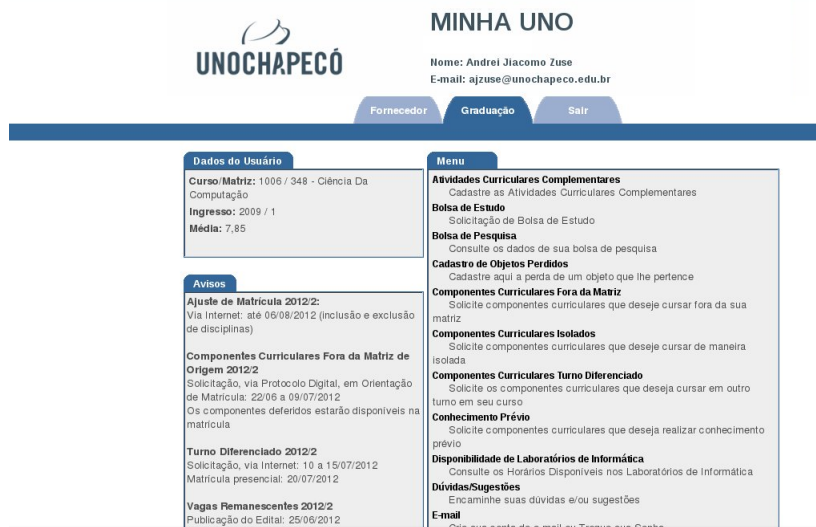 UNOCHAPECÓ
MINHA UNO
Nome: Andrei Jiacomo Zuse
E-mail: ajzuse@unochapeco.edu.br
Fornecedor
Graduação
Sair
Dados do Usuário
Curso/Matriz: 1006 / 348 - Ciência Da
Computação
Ingresso: 2009 / 1
Média: 7,85
Avisos
Ajuste de Matrícula 2012/2:
Via Internet: até 06/08/2012 (inclusão e exclusão
de disciplinas)
Componentes Curriculares Fora da Matriz de
Origem 2012/2
Solicitação, via Protocolo Digital, em Orientação
de Matrícula: 22/06 a 09/07/2012
Os componentes deferidos estarão disponíveis na
matrícula
Turno Diferenciado 2012/2
Solicitação, via Internet: 10 a 15/07/2012
Matrícula presencial: 20/07/2012
Vagas Remanescentes 2012/2
Publicação do Edital: 25/06/2012
Menu
Atividades Curriculares Complementares
Cadastre as Atividades Curriculares Complementares
Bolsa de Estudo
Solicitação de Bolsa de Estudo
Bolsa de Pesquisa
Consulte os dados de sua bolsa de pesquisa
Cadastro de Objetos Perdidos
Cadastre aqui a perda de um objeto que lhe pertence
Componentes Curriculares Fora da Matriz
Solicite componentes curriculares que deseje cursar fora da sua
matriz
Componentes Curriculares Isolados
Solicite componentes curriculares que deseje cursar de maneira
isolada
Componentes Curriculares Turno Diferenciado
Solicite os componentes curriculares que deseja cursar em outro
turno em seu curso
Conhecimento Prévio
Solicite componentes curriculares que deseja realizar conhecimento
prévio
Disponibilidade de Laboratórios de Informática
Consulte os Horários Disponíveis nos Laboratórios de Informática
Dúvidas/Sugestões
Encaminhe suas dúvidas e/ou sugestões
E-mail